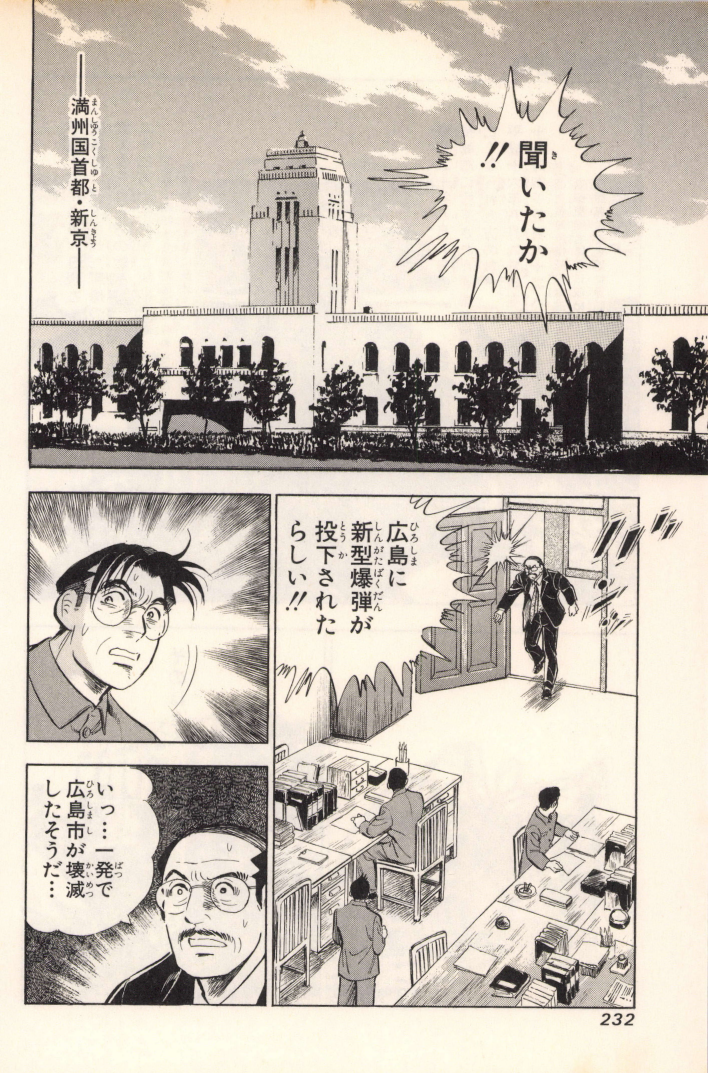 聞いたか
!!
―満州国首都・新京―
広島に
新型爆弾が
投下された
らしい!!
いっ…一発で
広島市が壊滅
したそうだ…
232